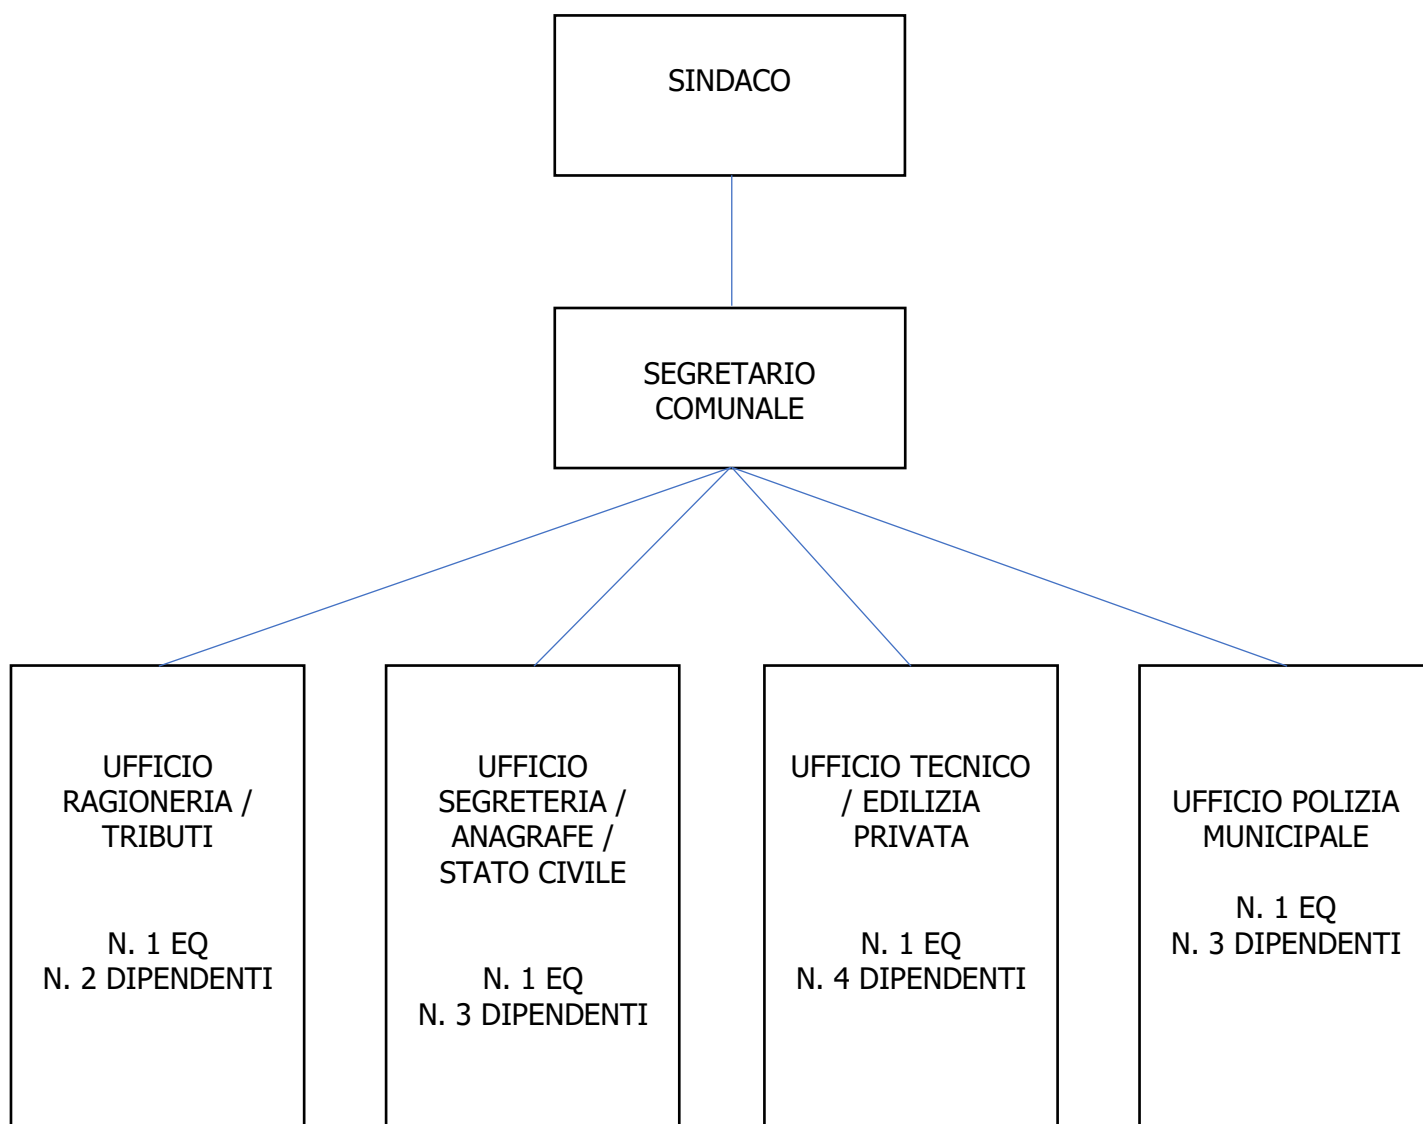 SINDACO
SEGRETARIO
COMUNALE
UFFICIO
RAGIONERIA /
TRIBUTI
N. 1 EQ
N. 2 DIPENDENTI
UFFICIO
SEGRETERIA /
ANAGRAFE /
STATO CIVILE
N. 1 EQ
N. 3 DIPENDENTI
UFFICIO TECNICO
/ EDILIZIA
PRIVATA
N. 1 EQ
N. 4 DIPENDENTI
UFFICIO POLIZIA
MUNICIPALE
N. 1 EQ
N. 3 DIPENDENTI